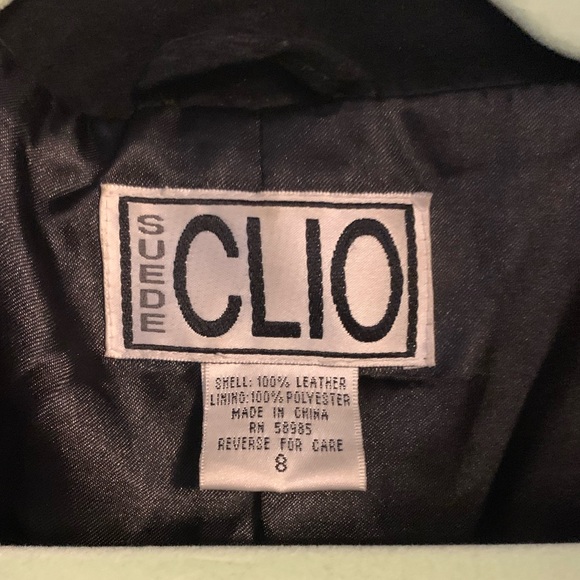 SUEDE
CLIO
SHELL: 100% LEATHER
LINING:100% POLYESTER
MADE IN CHINA
RN 58985
REVERSE FOR CARE
8